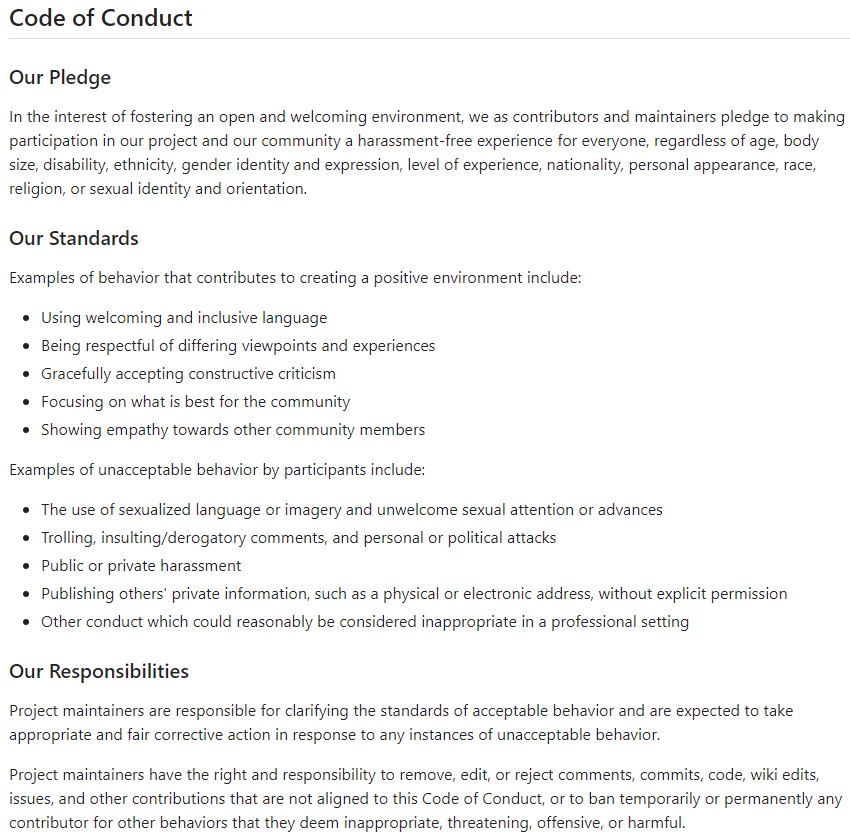 Code of Conduct
Our Pledge
In the interest of fostering an open and welcoming environment, we as contributors and maintainers pledge to making
participation in our project and our community a harassment-free experience for everyone, regardless of age, body
size, disability, ethnicity, gender identity and expression, level of experience, nationality, personal appearance, race,
religion, or sexual identity and orientation.
Our Standards
Examples of behavior that contributes to creating a positive environment include:
• Using welcoming and inclusive language
• Being respectful of differing viewpoints and experiences
• Gracefully accepting constructive criticism
• Focusing on what is best for the community
• Showing empathy towards other community members
Examples of unacceptable behavior by participants include:
• The use of sexualized language or imagery and unwelcome sexual attention or advances
• Trolling, insulting/derogatory comments, and personal or political attacks
• Public or private harassment
• Publishing others' private information, such as a physical or electronic address, without explicit permission
• Other conduct which could reasonably be considered inappropriate in a professional setting
Our Responsibilities
Project maintainers are responsible for clarifying the standards of acceptable behavior and are expected to take
appropriate and fair corrective action in response to any instances of unacceptable behavior.
Project maintainers have the right and responsibility to remove, edit, or reject comments, commits, code, wiki edits,
issues, and other contributions that are not aligned to this Code of Conduct, or to ban temporarily or permanently any
contributor for other behaviors that they deem inappropriate, threatening, offensive, or harmful.